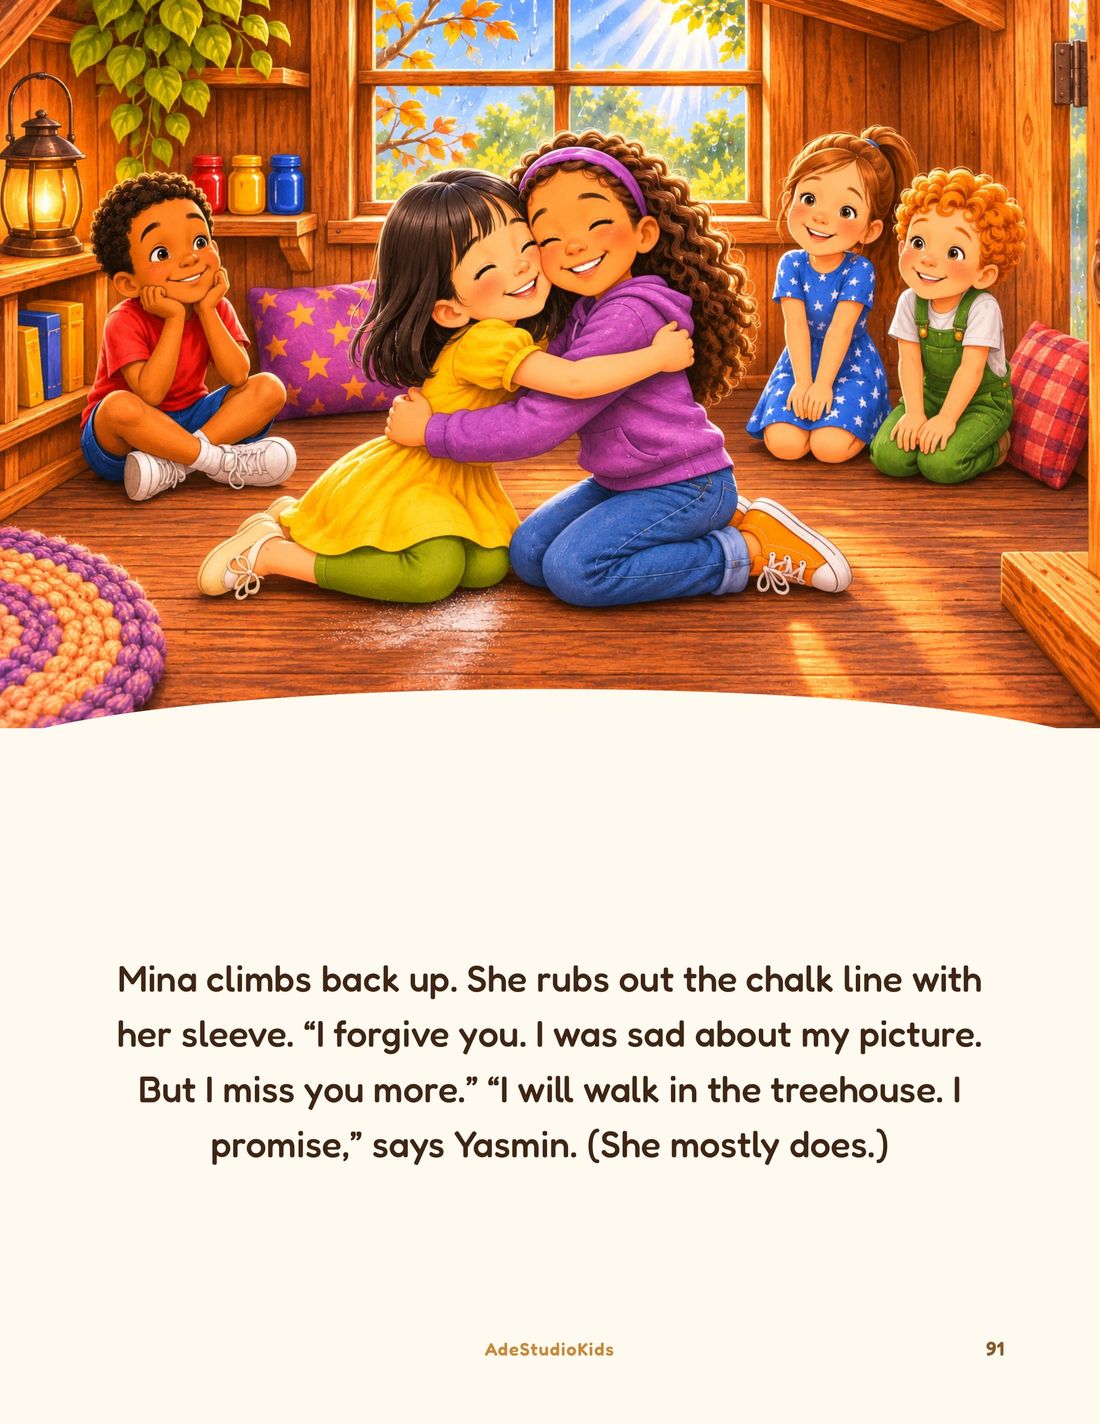 Mina climbs back up. She rubs out the chalk line with
her sleeve. “I forgive you. I was sad about my picture.
But I miss you more.” “I will walk in the treehouse. I
promise,” says Yasmin. (She mostly does.)
AdeStudioKids
91